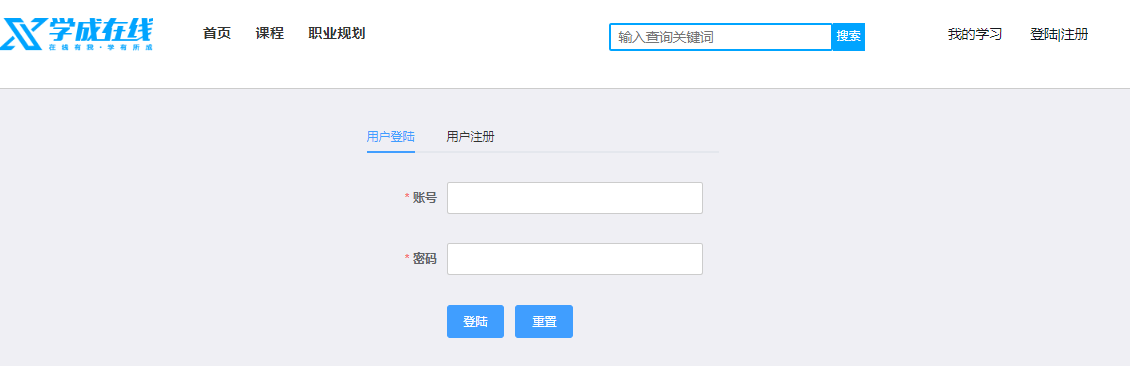 学成在线
在线有我·学有所成
首页 课程 职业规划
输入查询关键词 搜索
我的学习 登陆|注册
用户登陆 用户注册
* 账号
* 密码
登陆 重置